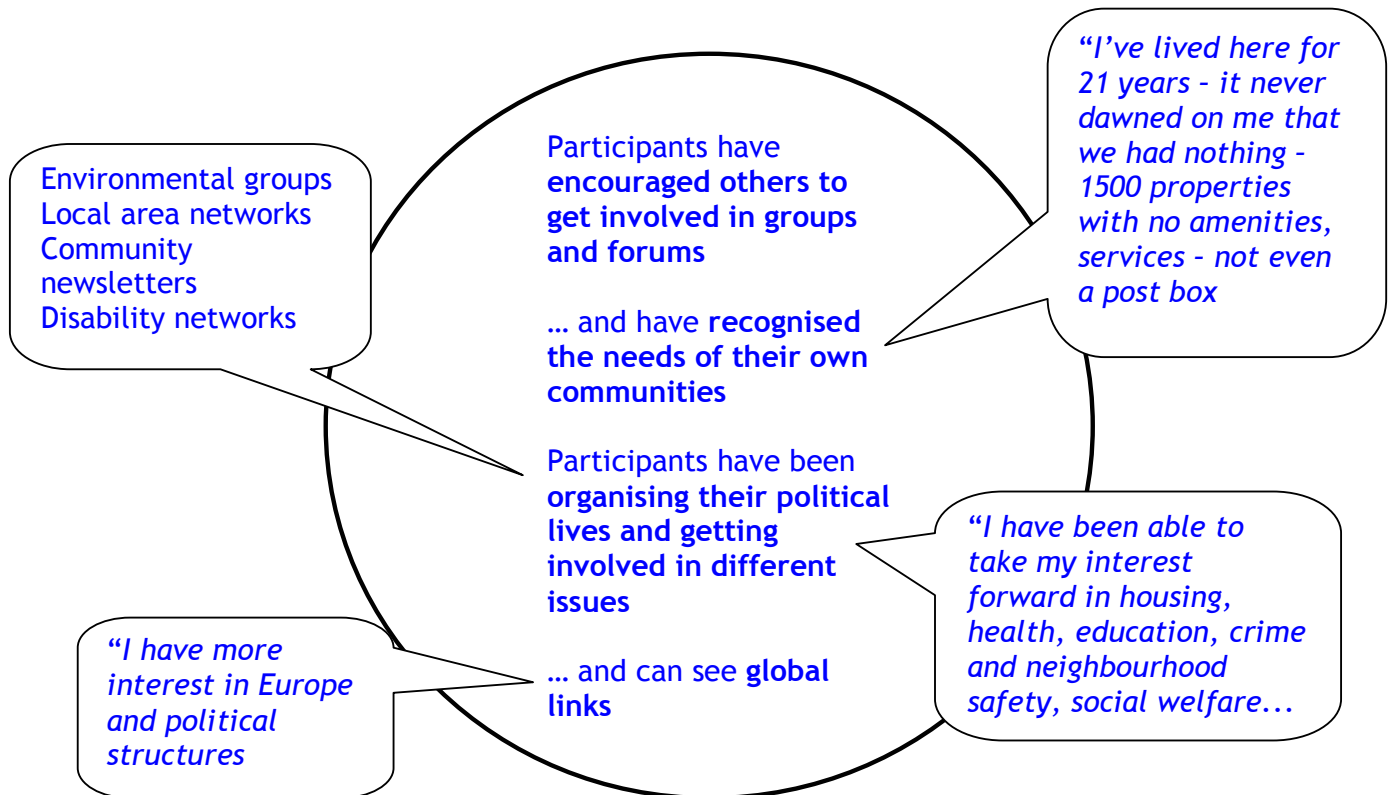 Environmental groups
Local area networks
Community
newsletters
Disability networks
Participants have
encouraged others to
get involved in groups
and forums
… and have recognised
the needs of their own
communities
Participants have been
organising their political
lives and getting
involved in different
issues
… and can see global
links
“I’ve lived here for
21 years – it never
dawned on me that
we had nothing –
1500 properties
with no amenities,
services – not even
a post box
“I have been able to
take my interest
forward in housing,
health, education, crime
and neighbourhood
safety, social welfare...
“I have more
interest in Europe
and political
structures